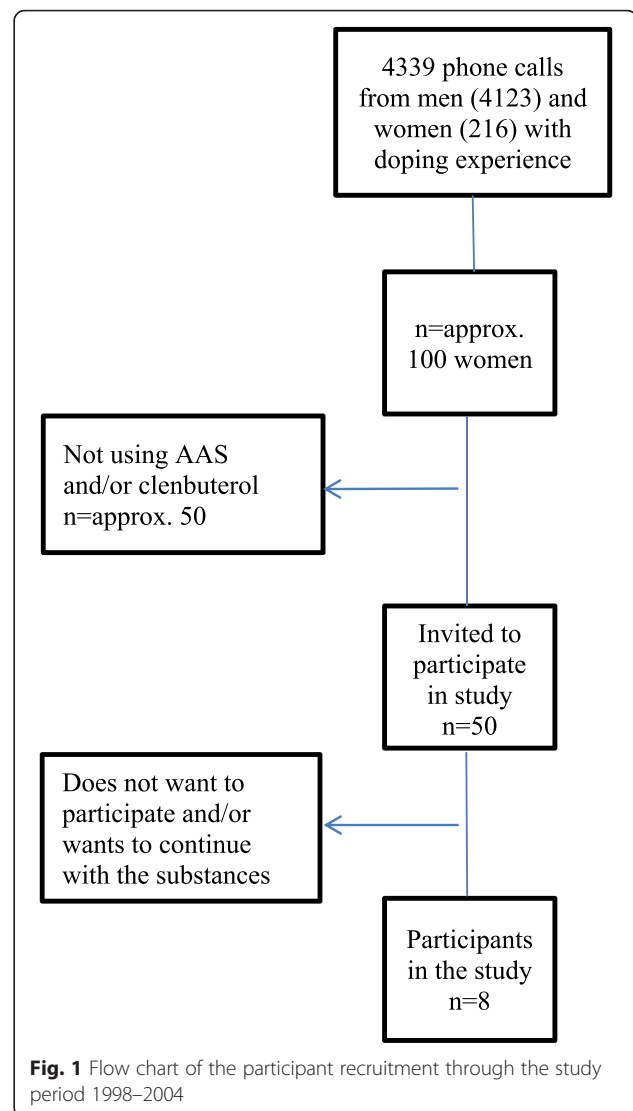 4339 phone calls
from men (4123) and
women (216) with
doping experience
n=approx.
100 women
Not using AAS
and/or clenbuterol
n=approx. 50
Invited to
participate
in study
n=50
Does not want to
participate and/or
wants to continue
with the substances
Participants
in the study
n=8
Fig. 1 Flow chart of the participant recruitment through the study
period 1998–2004